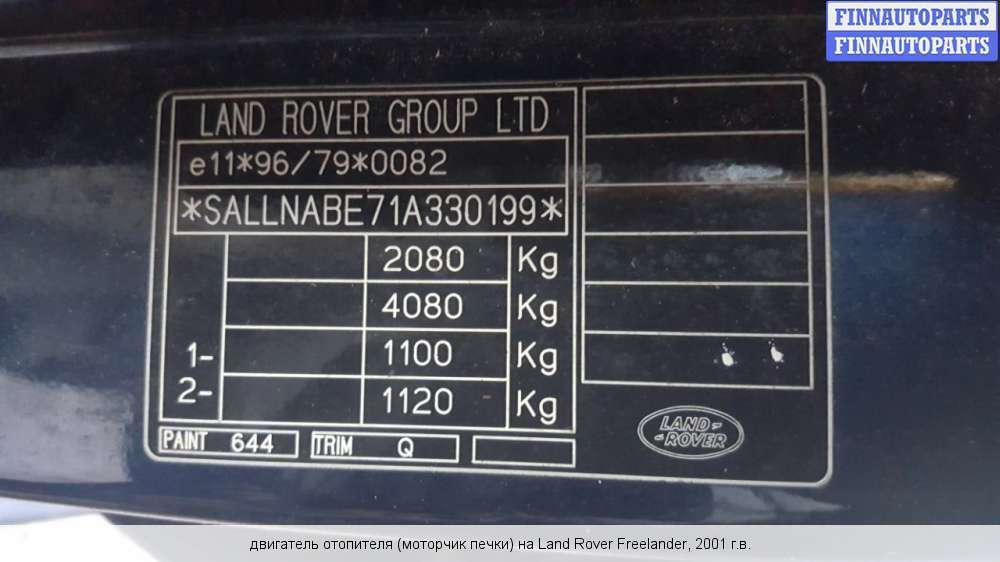 FINNAUTOPARTS
FINNAUTOPARTS
LAND ROVER GROUP LTD
e11*96/79*0082
*SALLNABE71A330199*
2080 Kg
4080 Kg
1- 1100 Kg
2- 1120 Kg
PAINT 644 TRIM Q
LAND-
-ROVER
двигатель отопителя (моторчик печки) на Land Rover Freelander, 2001 г.в.